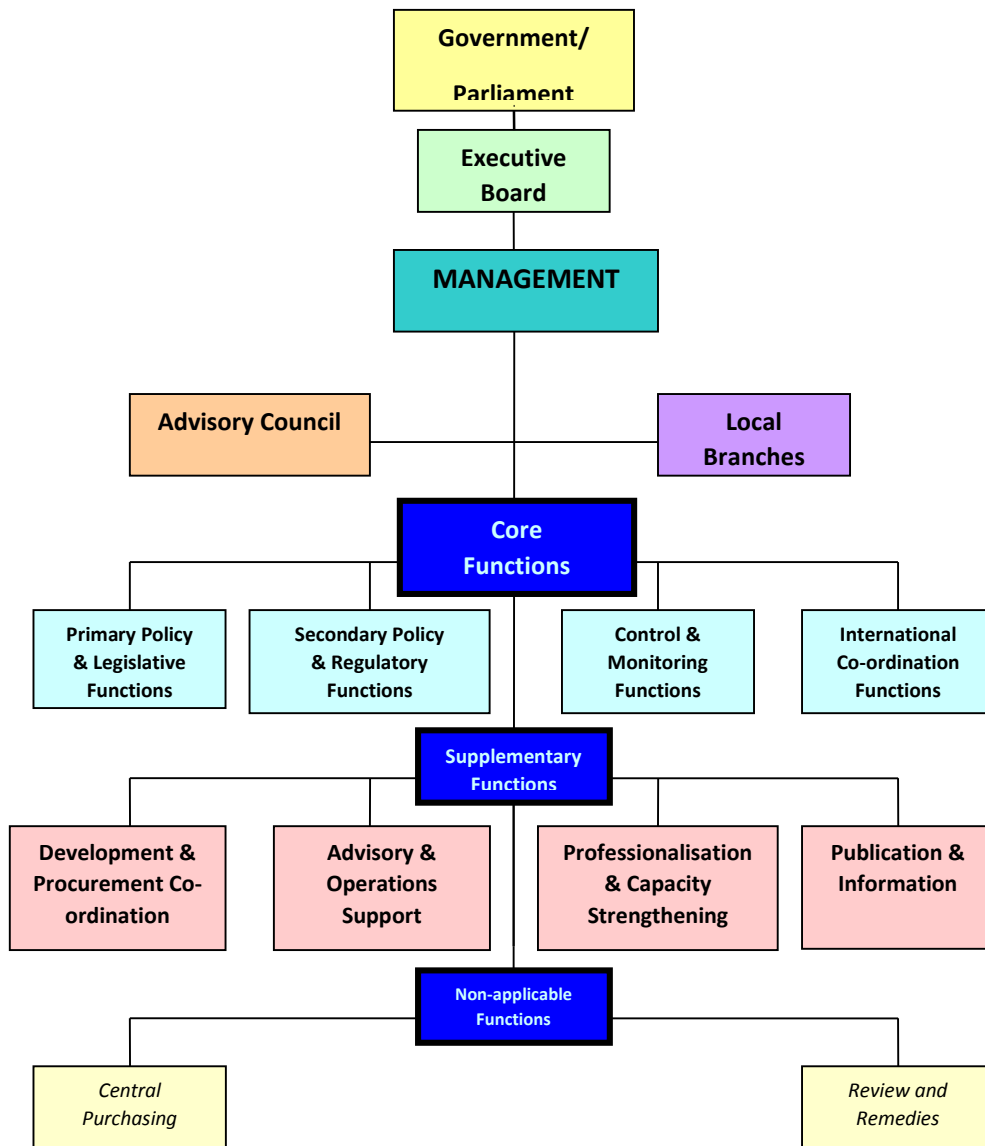 Government/
Parliament
Executive
Board
MANAGEMENT
Advisory Council
Local
Branches
Core
Functions
Primary Policy
& Legislative
Functions
Secondary Policy
& Regulatory
Functions
Control &
Monitoring
Functions
International
Co-ordination
Functions
Supplementary
Functions
Development &
Procurement Co-
ordination
Advisory &
Operations
Support
Professionalisation
& Capacity
Strengthening
Publication &
Information
Non-applicable
Functions
Central
Purchasing
Review and
Remedies